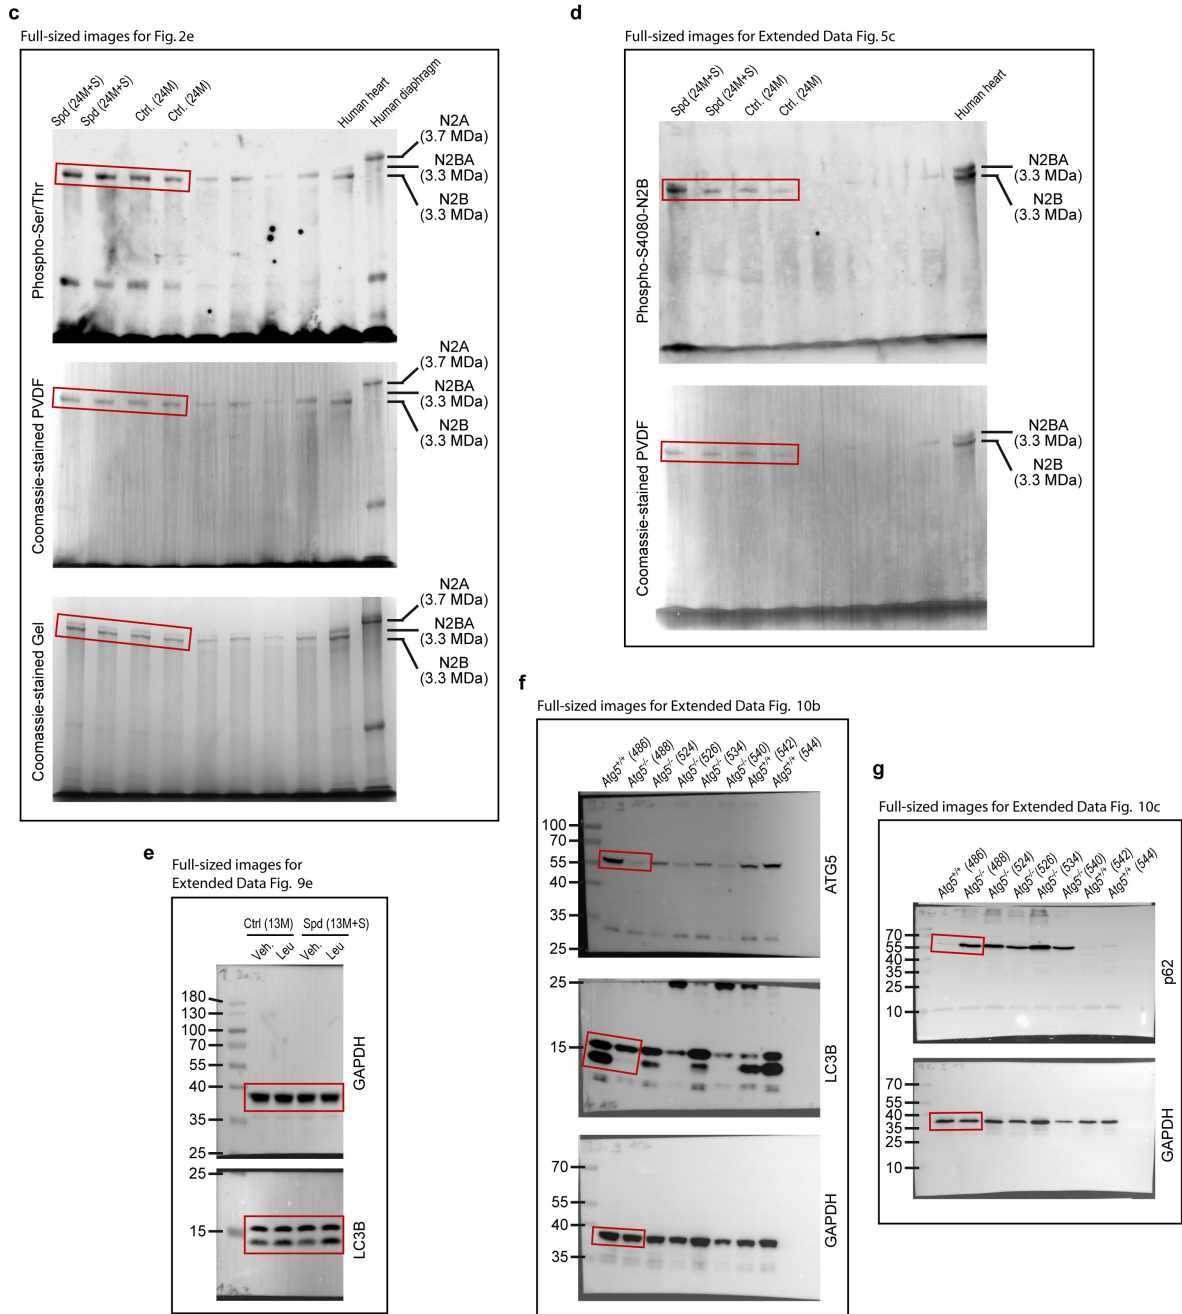 c
Full-sized images for Fig. 2e
Spd (24M+S)
Spd (24M+S)
Ctrl. (24M)
Ctrl. (24M)
Human heart
Human diaphragm
Phospho-Ser/Thr
N2A
(3.7 MDa)
N2BA
(3.3 MDa)
N2B
(3.3 MDa)
Coomassie-stained PVDF
N2A
(3.7 MDa)
N2BA
(3.3 MDa)
N2B
(3.3 MDa)
Coomassie-stained Gel
N2A
(3.7 MDa)
N2BA
(3.3 MDa)
N2B
(3.3 MDa)
d
Full-sized images for Extended Data Fig. 5c
Spd (24M+S)
Spd (24M+S)
Ctrl. (24M)
Ctrl. (24M)
Human heart
Phospho-S4080-N2B
N2BA
(3.3 MDa)
N2B
(3.3 MDa)
Coomassie-stained PVDF
N2BA
(3.3 MDa)
N2B
(3.3 MDa)
e
Full-sized images for
Extended Data Fig. 9e
Ctrl (13M) Spd (13M+S)
Veh. Leu Veh. Leu
180
130
100
70
55
40
35
25
GAPDH
25
15
LC3B
f
Full-sized images for Extended Data Fig. 10b
Atg5+/+ (486)
Atg5-/- (488)
Atg5-/- (524)
Atg5-/- (526)
Atg5-/- (534)
Atg5-/- (540)
Atg5+/+ (542)
Atg5+/+ (544)
100
70
55
40
35
25
ATG5
25
15
LC3B
70
55
40
35
GAPDH
g
Full-sized images for Extended Data Fig. 10c
Atg5+/+ (486)
Atg5-/- (488)
Atg5-/- (524)
Atg5-/- (526)
Atg5-/- (534)
Atg5-/- (540)
Atg5+/+ (542)
Atg5+/+ (544)
70
55
40
35
25
10
p62
70
55
40
35
25
10
GAPDH